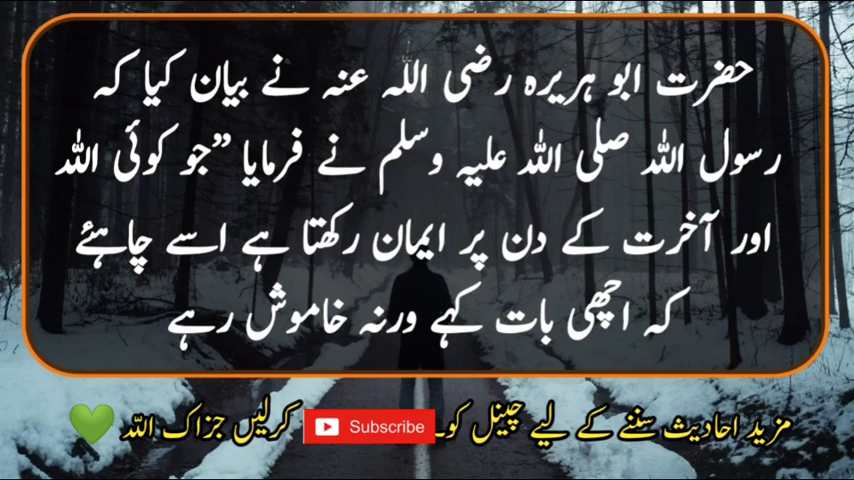 حضرت ابو ہریرہ رضی اللہ عنہ نے بیان کیا کہ
رسول اللہ صلی اللہ علیہ وسلم نے فرمایا ”جو کوئی اللہ
اور آخرت کے دن پر ایمان رکھتا ہے اسے چاہئے
کہ اچھی بات کہے ورنہ خاموش رہے
مزید احادیث سننے کے لیے چینل کو۔ Subscribe کرلیں جزاک اللہ